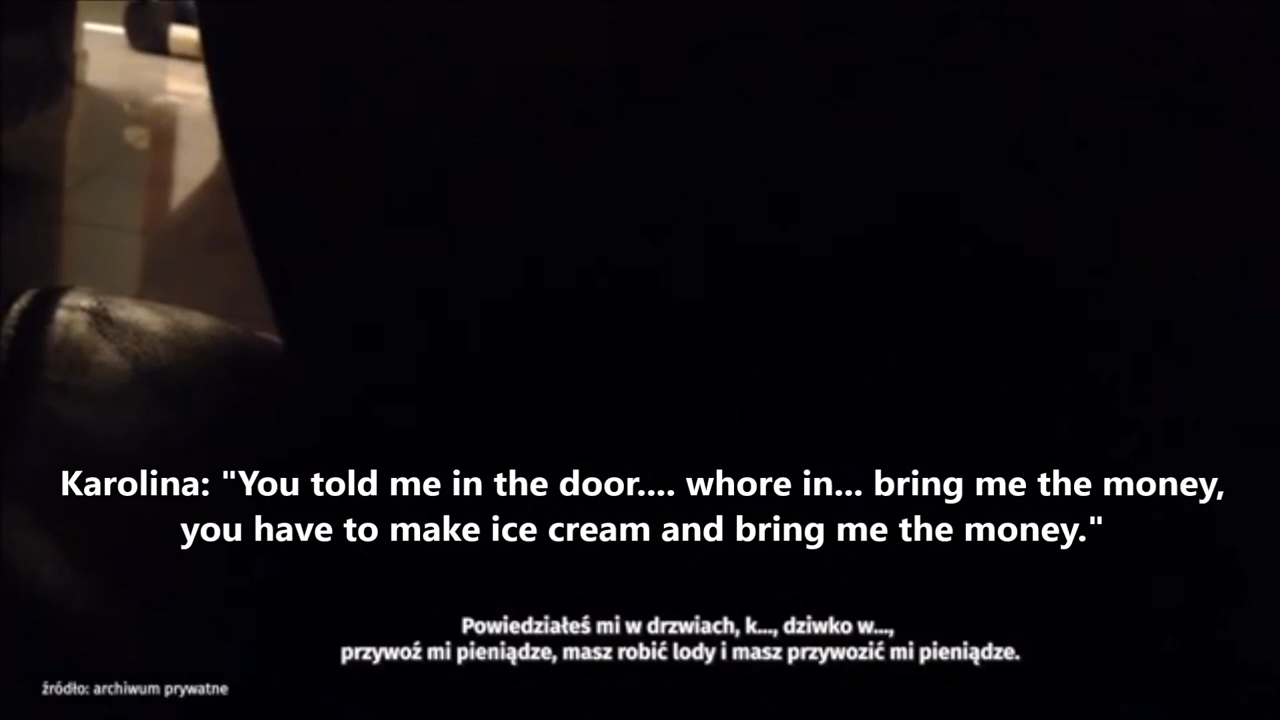 Karolina: "You told me in the door.... whore in... bring me the money,
you have to make ice cream and bring me the money."
Powiedziałeś mi w drzwiach, k..., dziwko w...,
przywoź mi pieniądze, masz robić lody i masz przywozić mi pieniądze.
źródło: archiwum prywatne